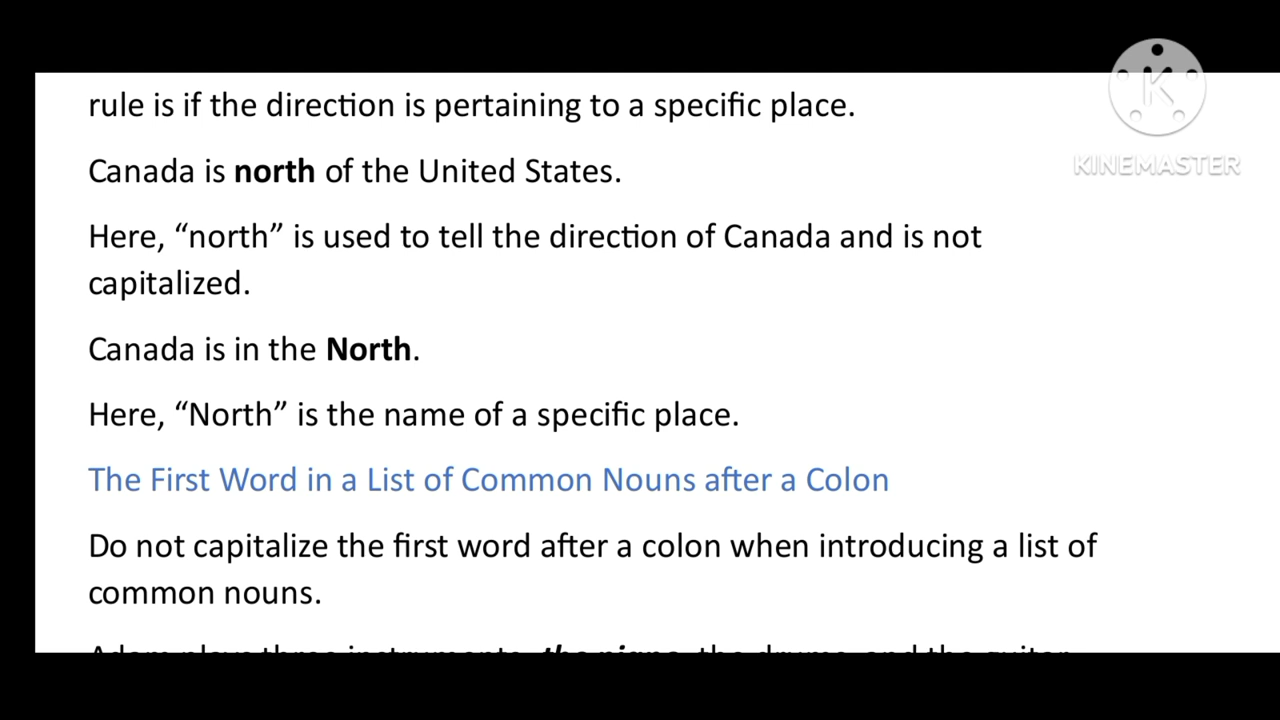 rule is if the direction is pertaining to a specific place.
KINEMASTER
Canada is north of the United States.
Here, “north” is used to tell the direction of Canada and is not
capitalized.
Canada is in the North.
Here, “North” is the name of a specific place.
The First Word in a List of Common Nouns after a Colon
Do not capitalize the first word after a colon when introducing a list of
common nouns.